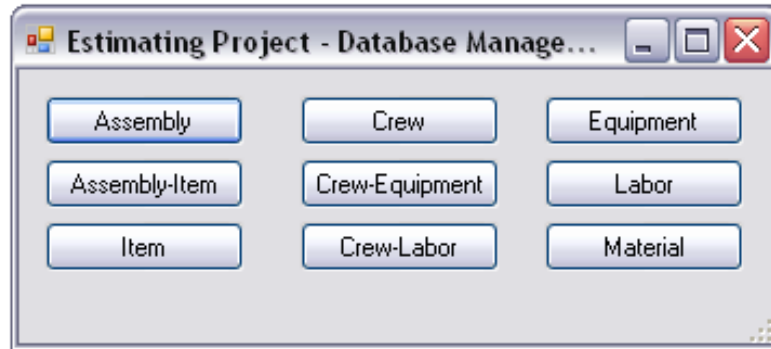 Estimating Project - Database Manage...
Assembly Crew Equipment
Assembly-Item Crew-Equipment Labor
Item Crew-Labor Material